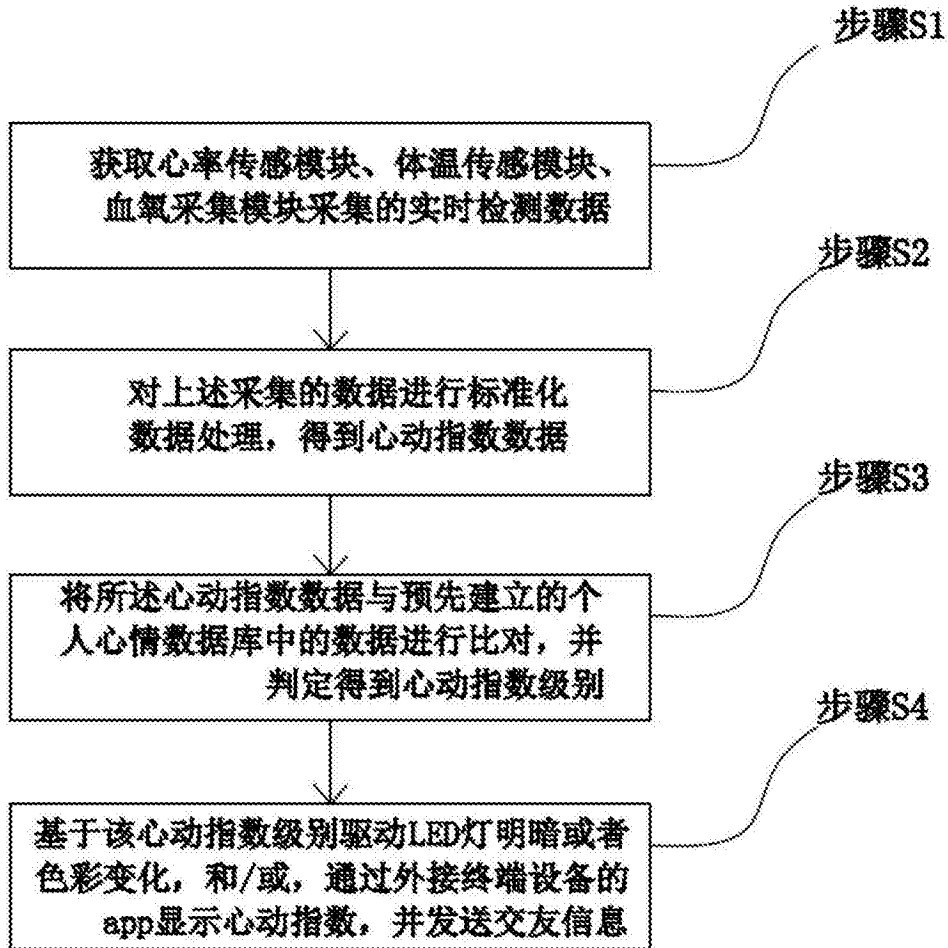 步骤S1
获取心率传感模块、体温传感模块、
血氧采集模块采集的实时检测数据
步骤S2
对上述采集的数据进行标准化
数据处理，得到心动指数数据
步骤S3
将所述心动指数数据与预先建立的个
人心情数据库中的数据进行比对，并
判定得到心动指数级别
步骤S4
基于该心动指数级别驱动LED灯明暗或者
色彩变化，和/或，通过外接终端设备的
app显示心动指数，并发送交友信息